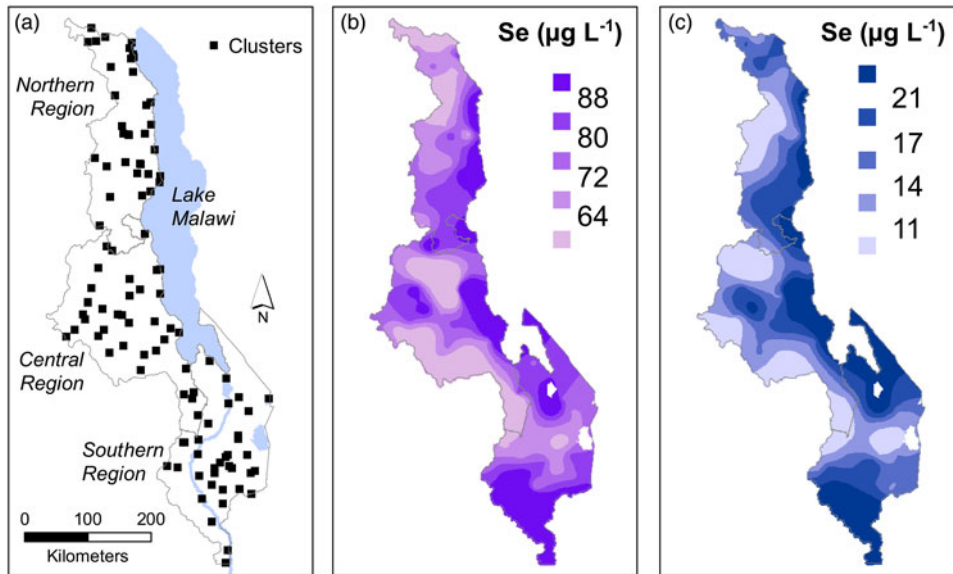 (a)
Clusters
Northern
Region
Lake
Malawi
N
Central
Region
Southern
Region
0 100 200
Kilometers
(b)
Se (µg L⁻¹)
88
80
72
64
(c)
Se (µg L⁻¹)
21
17
14
11